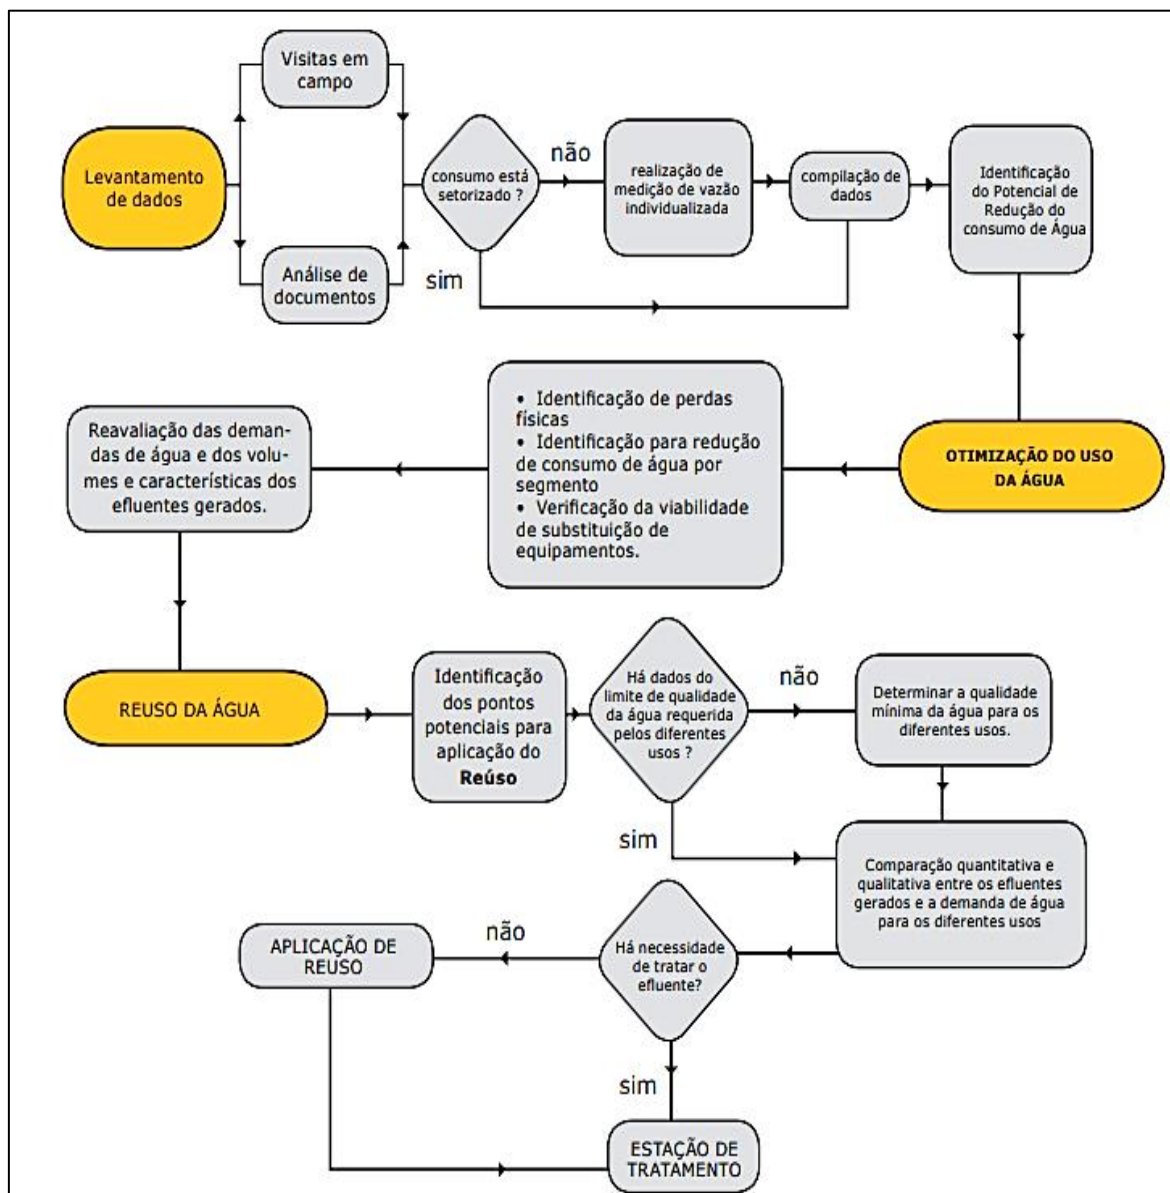 Levantamento
de dados
Visitas em
campo
Análise de
documentos
consumo está
setorizado ?
não
sim
realização de
medição de vazão
individualizada
compilação de
dados
Identificação
do Potencial de
Redução do
consumo de Água
OTIMIZAÇÃO DO USO
DA ÁGUA
• Identificação de perdas
físicas
• Identificação para redução
de consumo de água por
segmento
• Verificação da viabilidade
de substituição de
equipamentos.
Reavaliação das deman-
das de água e dos volu-
mes e características dos
efluentes gerados.
REUSO DA ÁGUA
Identificação
dos pontos
potenciais para
aplicação do
Reúso
Há dados do
limite de qualidade
da água requerida
pelos diferentes
usos ?
não
sim
Determinar a qualidade
mínima da água para os
diferentes usos.
Comparação quantitativa e
qualitativa entre os efluentes
gerados e a demanda de água
para os diferentes usos
Há necessidade
de tratar o
efluente?
não
sim
APLICAÇÃO DE
REUSO
ESTAÇÃO DE
TRATAMENTO